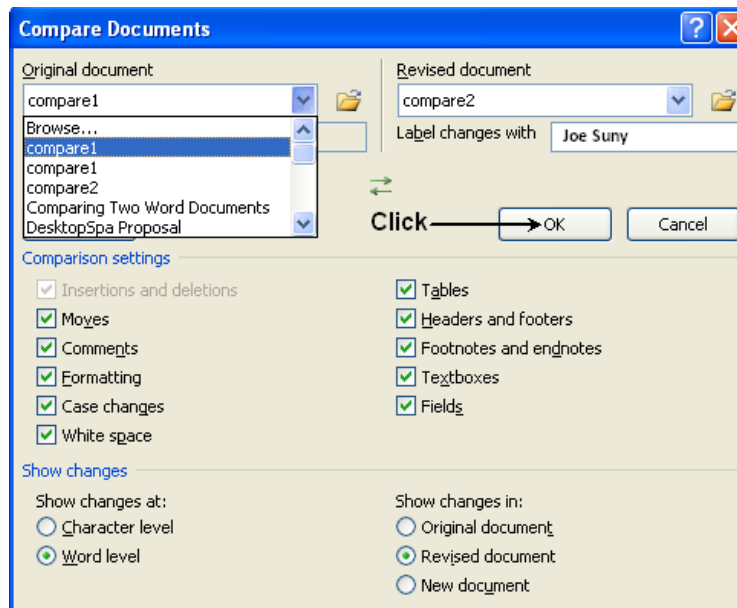 Compare Documents
Original document
Revised document
compare1
compare2
Browse...
compare1
compare1
compare2
Comparing Two Word Documents
DesktopSpa Proposal
Label changes with
Joe Suny
Click
OK
Cancel
Comparison settings
Insertions and deletions
Moves
Comments
Formatting
Case changes
White space
Tables
Headers and footers
Footnotes and endnotes
Textboxes
Fields
Show changes
Show changes at:
Character level
Word level
Show changes in:
Original document
Revised document
New document